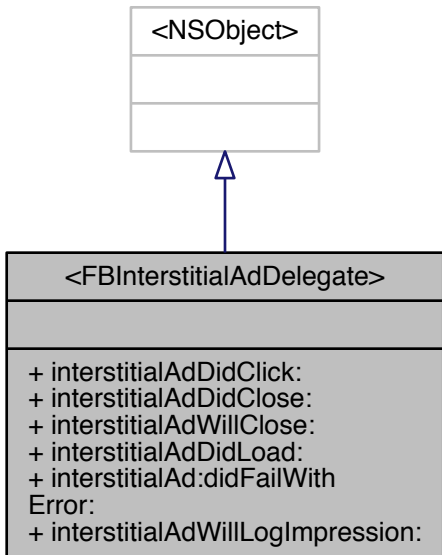 <NSObject>
<FBInterstitialAdDelegate>
+ interstitialAdDidClick:
+ interstitialAdDidClose:
+ interstitialAdWillClose:
+ interstitialAdDidLoad:
+ interstitialAd:didFailWith
Error:
+ interstitialAdWillLogImpression: